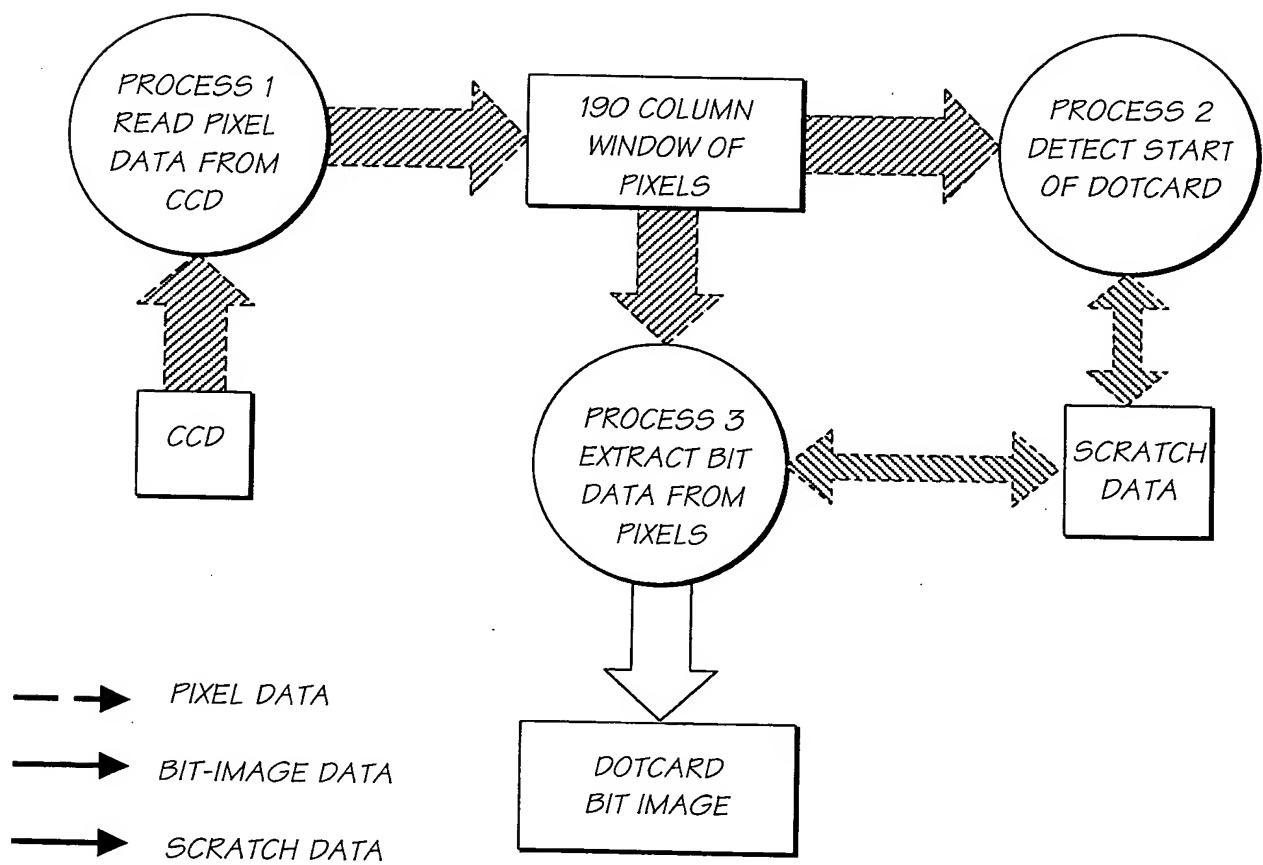 PROCESS 1
READ PIXEL
DATA FROM
CCD
190 COLUMN
WINDOW OF
PIXELS
PROCESS 2
DETECT START
OF DOTCARD
CCD
PROCESS 3
EXTRACT BIT
DATA FROM
PIXELS
SCRATCH
DATA
DOTCARD
BIT IMAGE
PIXEL DATA
BIT-IMAGE DATA
SCRATCH DATA